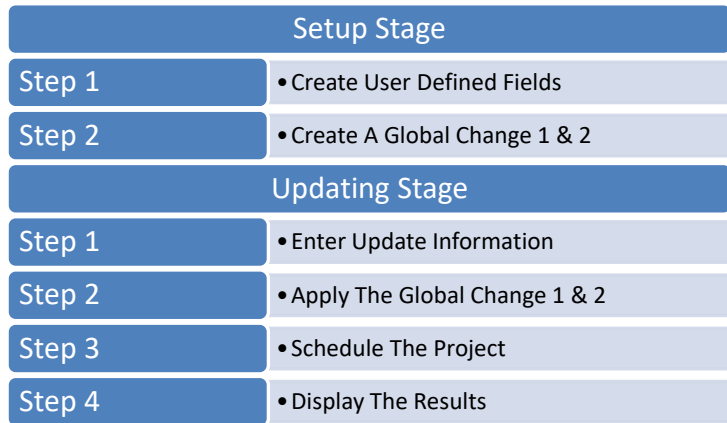 Setup Stage
Step 1 • Create User Defined Fields
Step 2 • Create A Global Change 1 & 2
Updating Stage
Step 1 • Enter Update Information
Step 2 • Apply The Global Change 1 & 2
Step 3 • Schedule The Project
Step 4 • Display The Results